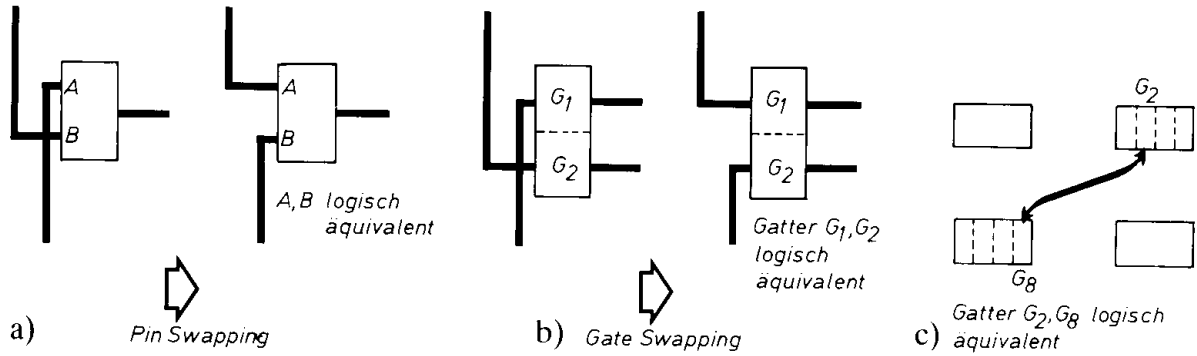 A
B
A
B
A,B logisch
äquivalent
a)
Pin Swapping
G1
G2
G1
G2
Gatter G1,G2
logisch
äquivalent
b)
Gate Swapping
G2
G8
c)
Gatter G2,G8 logisch
äquivalent